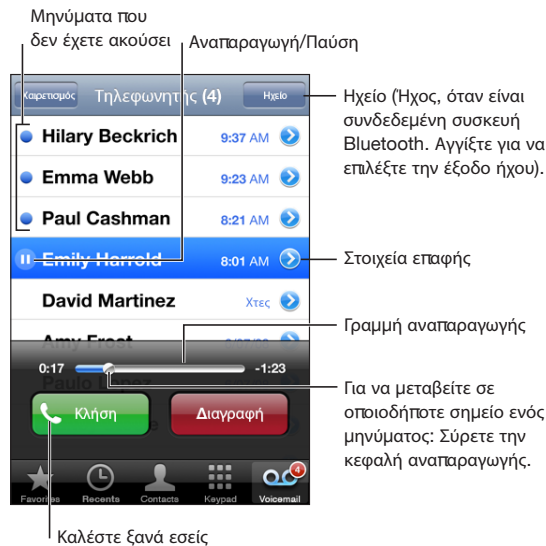 Μηνύματα που
δεν έχετε ακούσει
Αναπαραγωγή/Παύση
Χαιρετισμός
Τηλεφωνητής (4)
Ηχείο
Ηχείο (Ήχος, όταν είναι
συνδεδεμένη συσκευή
Bluetooth. Αγγίξτε για να
επιλέξτε την έξοδο ήχου).
Hilary Beckrich 9:37 AM
Emma Webb 9:23 AM
Paul Cashman 8:21 AM
Emily Harrold 8:01 AM
Στοιχεία επαφής
David Martinez Χτες
Amy Frost
Γραμμή αναπαραγωγής
0:17 -1:23
Paulo Lopez
Για να μεταβείτε σε
οποιοδήποτε σημείο ενός
μηνύματος: Σύρετε την
κεφαλή αναπαραγωγής.
Κλήση
Διαγραφή
4
Favorites Recents Contacts Keypad Voicemail
Καλέστε ξανά εσείς